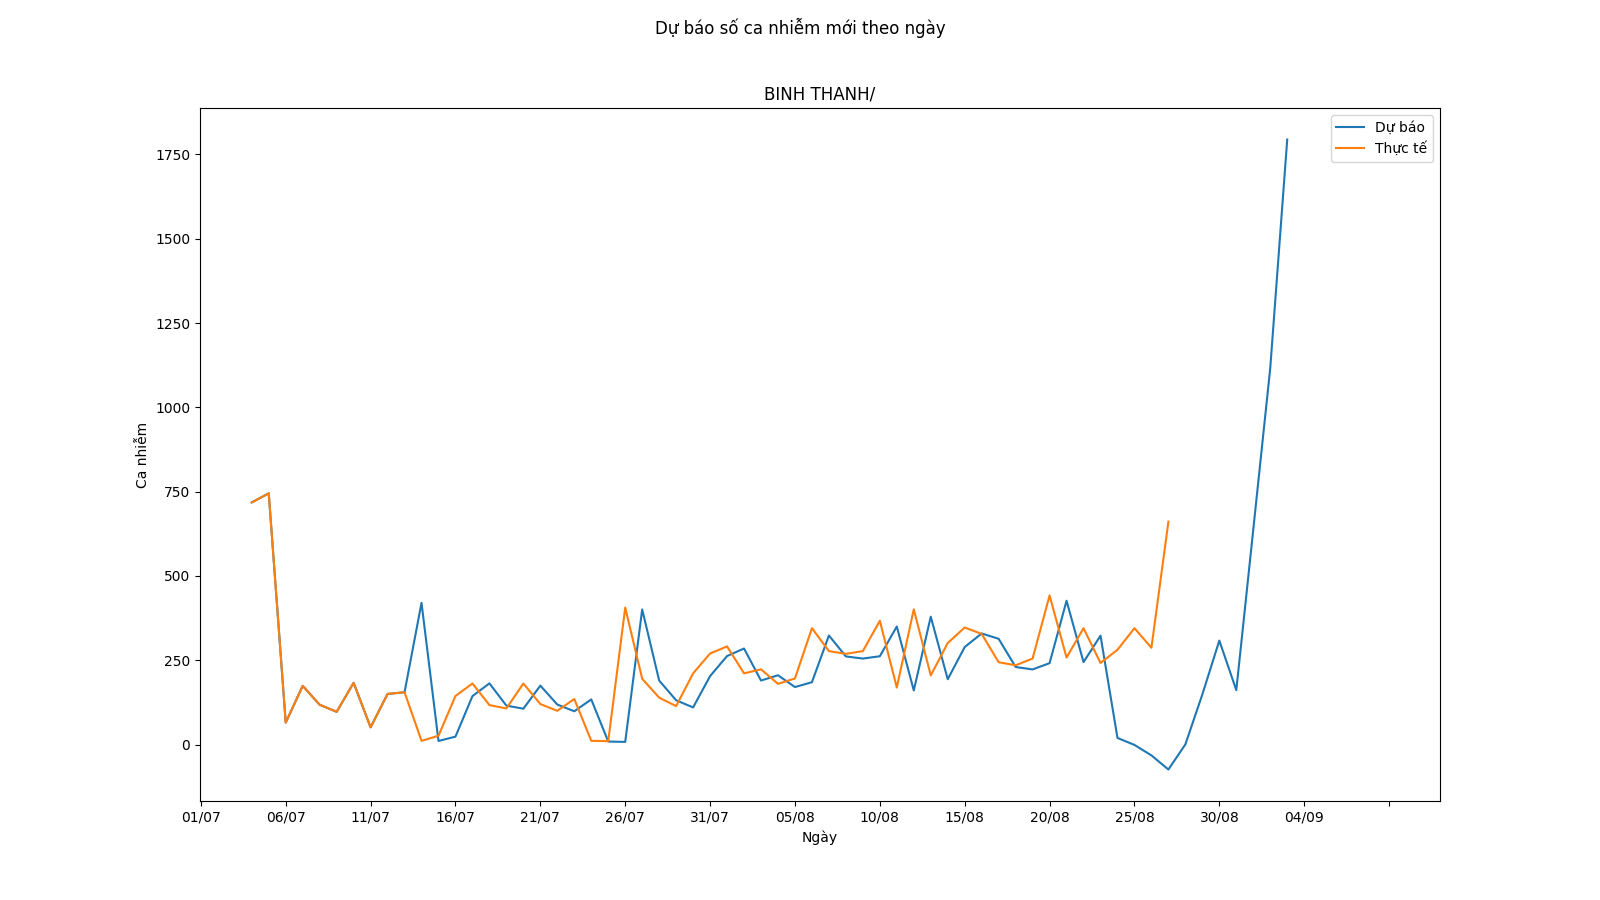 Dự báo số ca nhiễm mới theo ngày
BINH THANH/
Dự báo
Thực tế
1750
1500
1250
1000
750
500
250
0
Ca nhiễm
01/07 06/07 11/07 16/07 21/07 26/07 31/07 05/08 10/08 15/08 20/08 25/08 30/08 04/09
Ngày